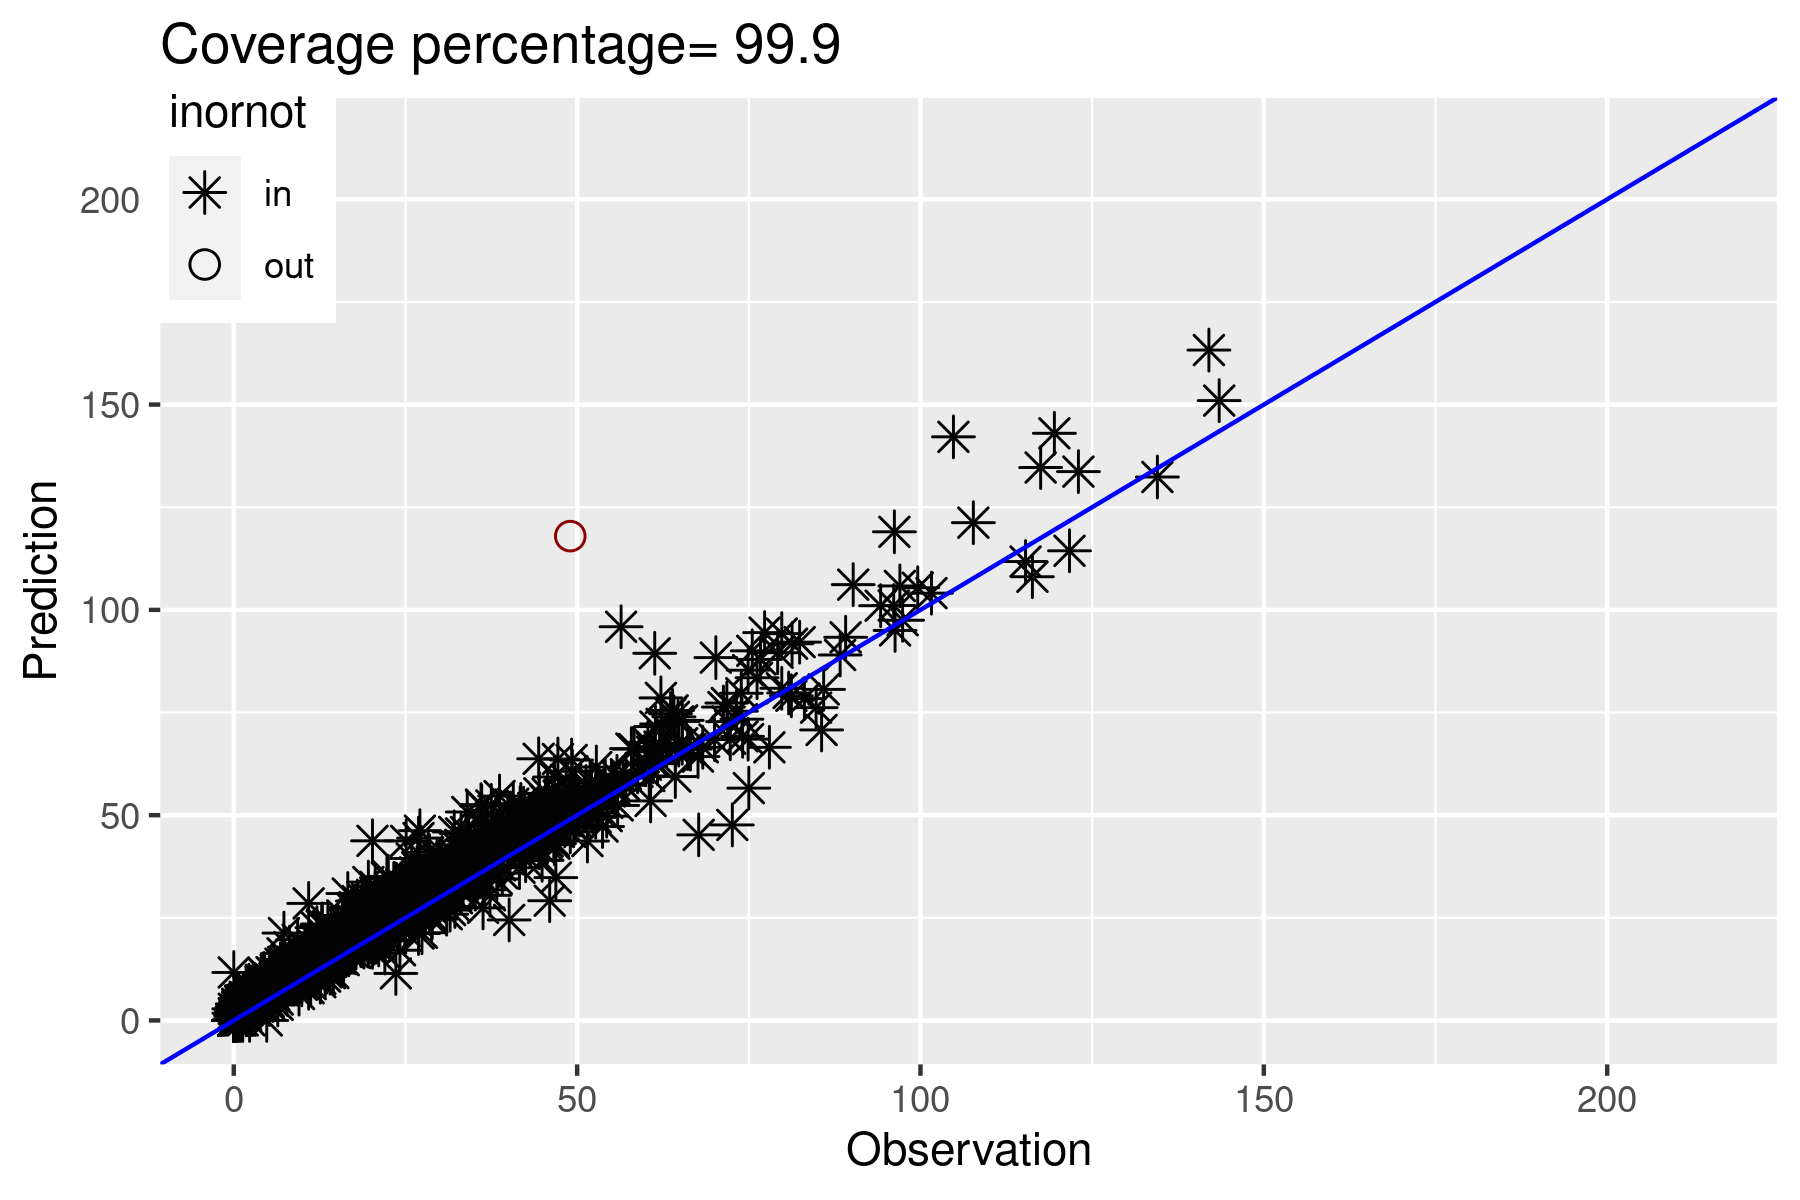 Coverage percentage= 99.9
inornot
in
out
Prediction
200
150
100
50
0
0 50 100 150 200
Observation